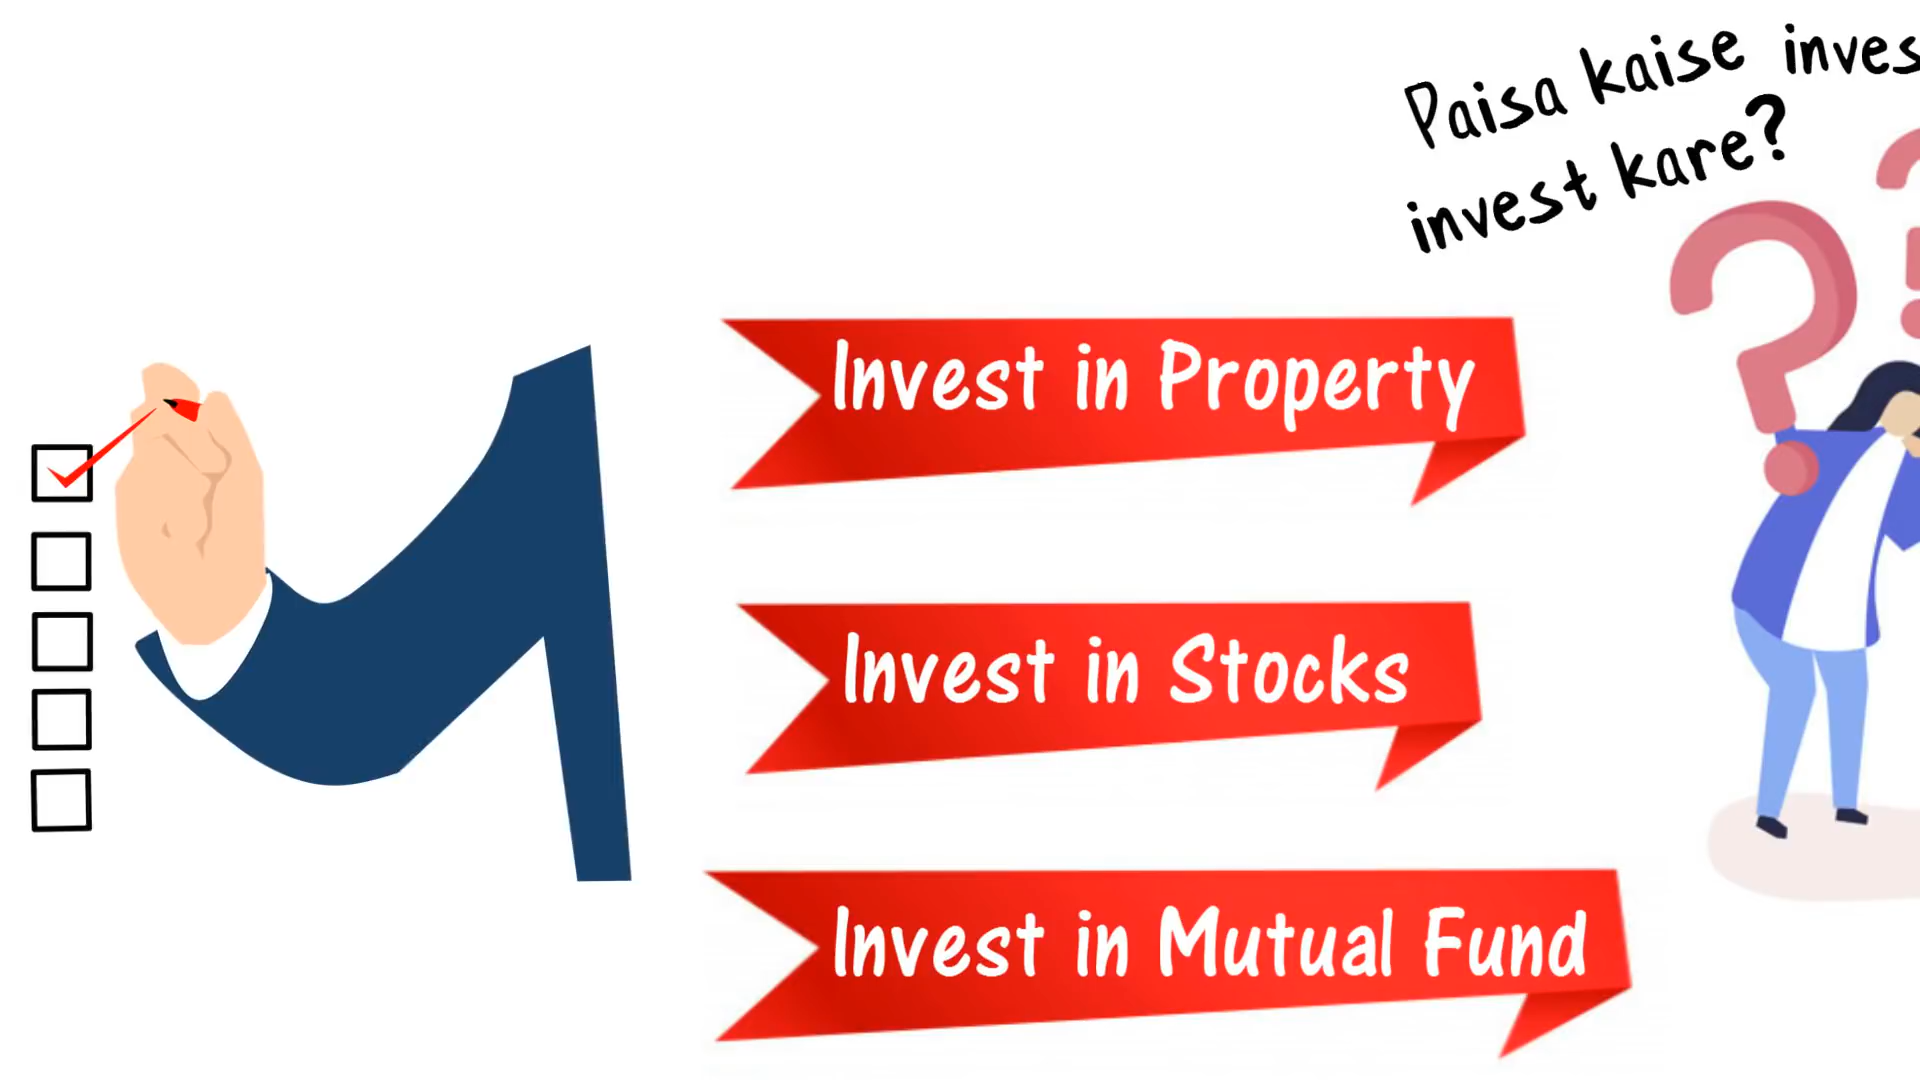 Paisa kaise
invest kare?
Invest in Property
Invest in Stocks
Invest in Mutual Fund